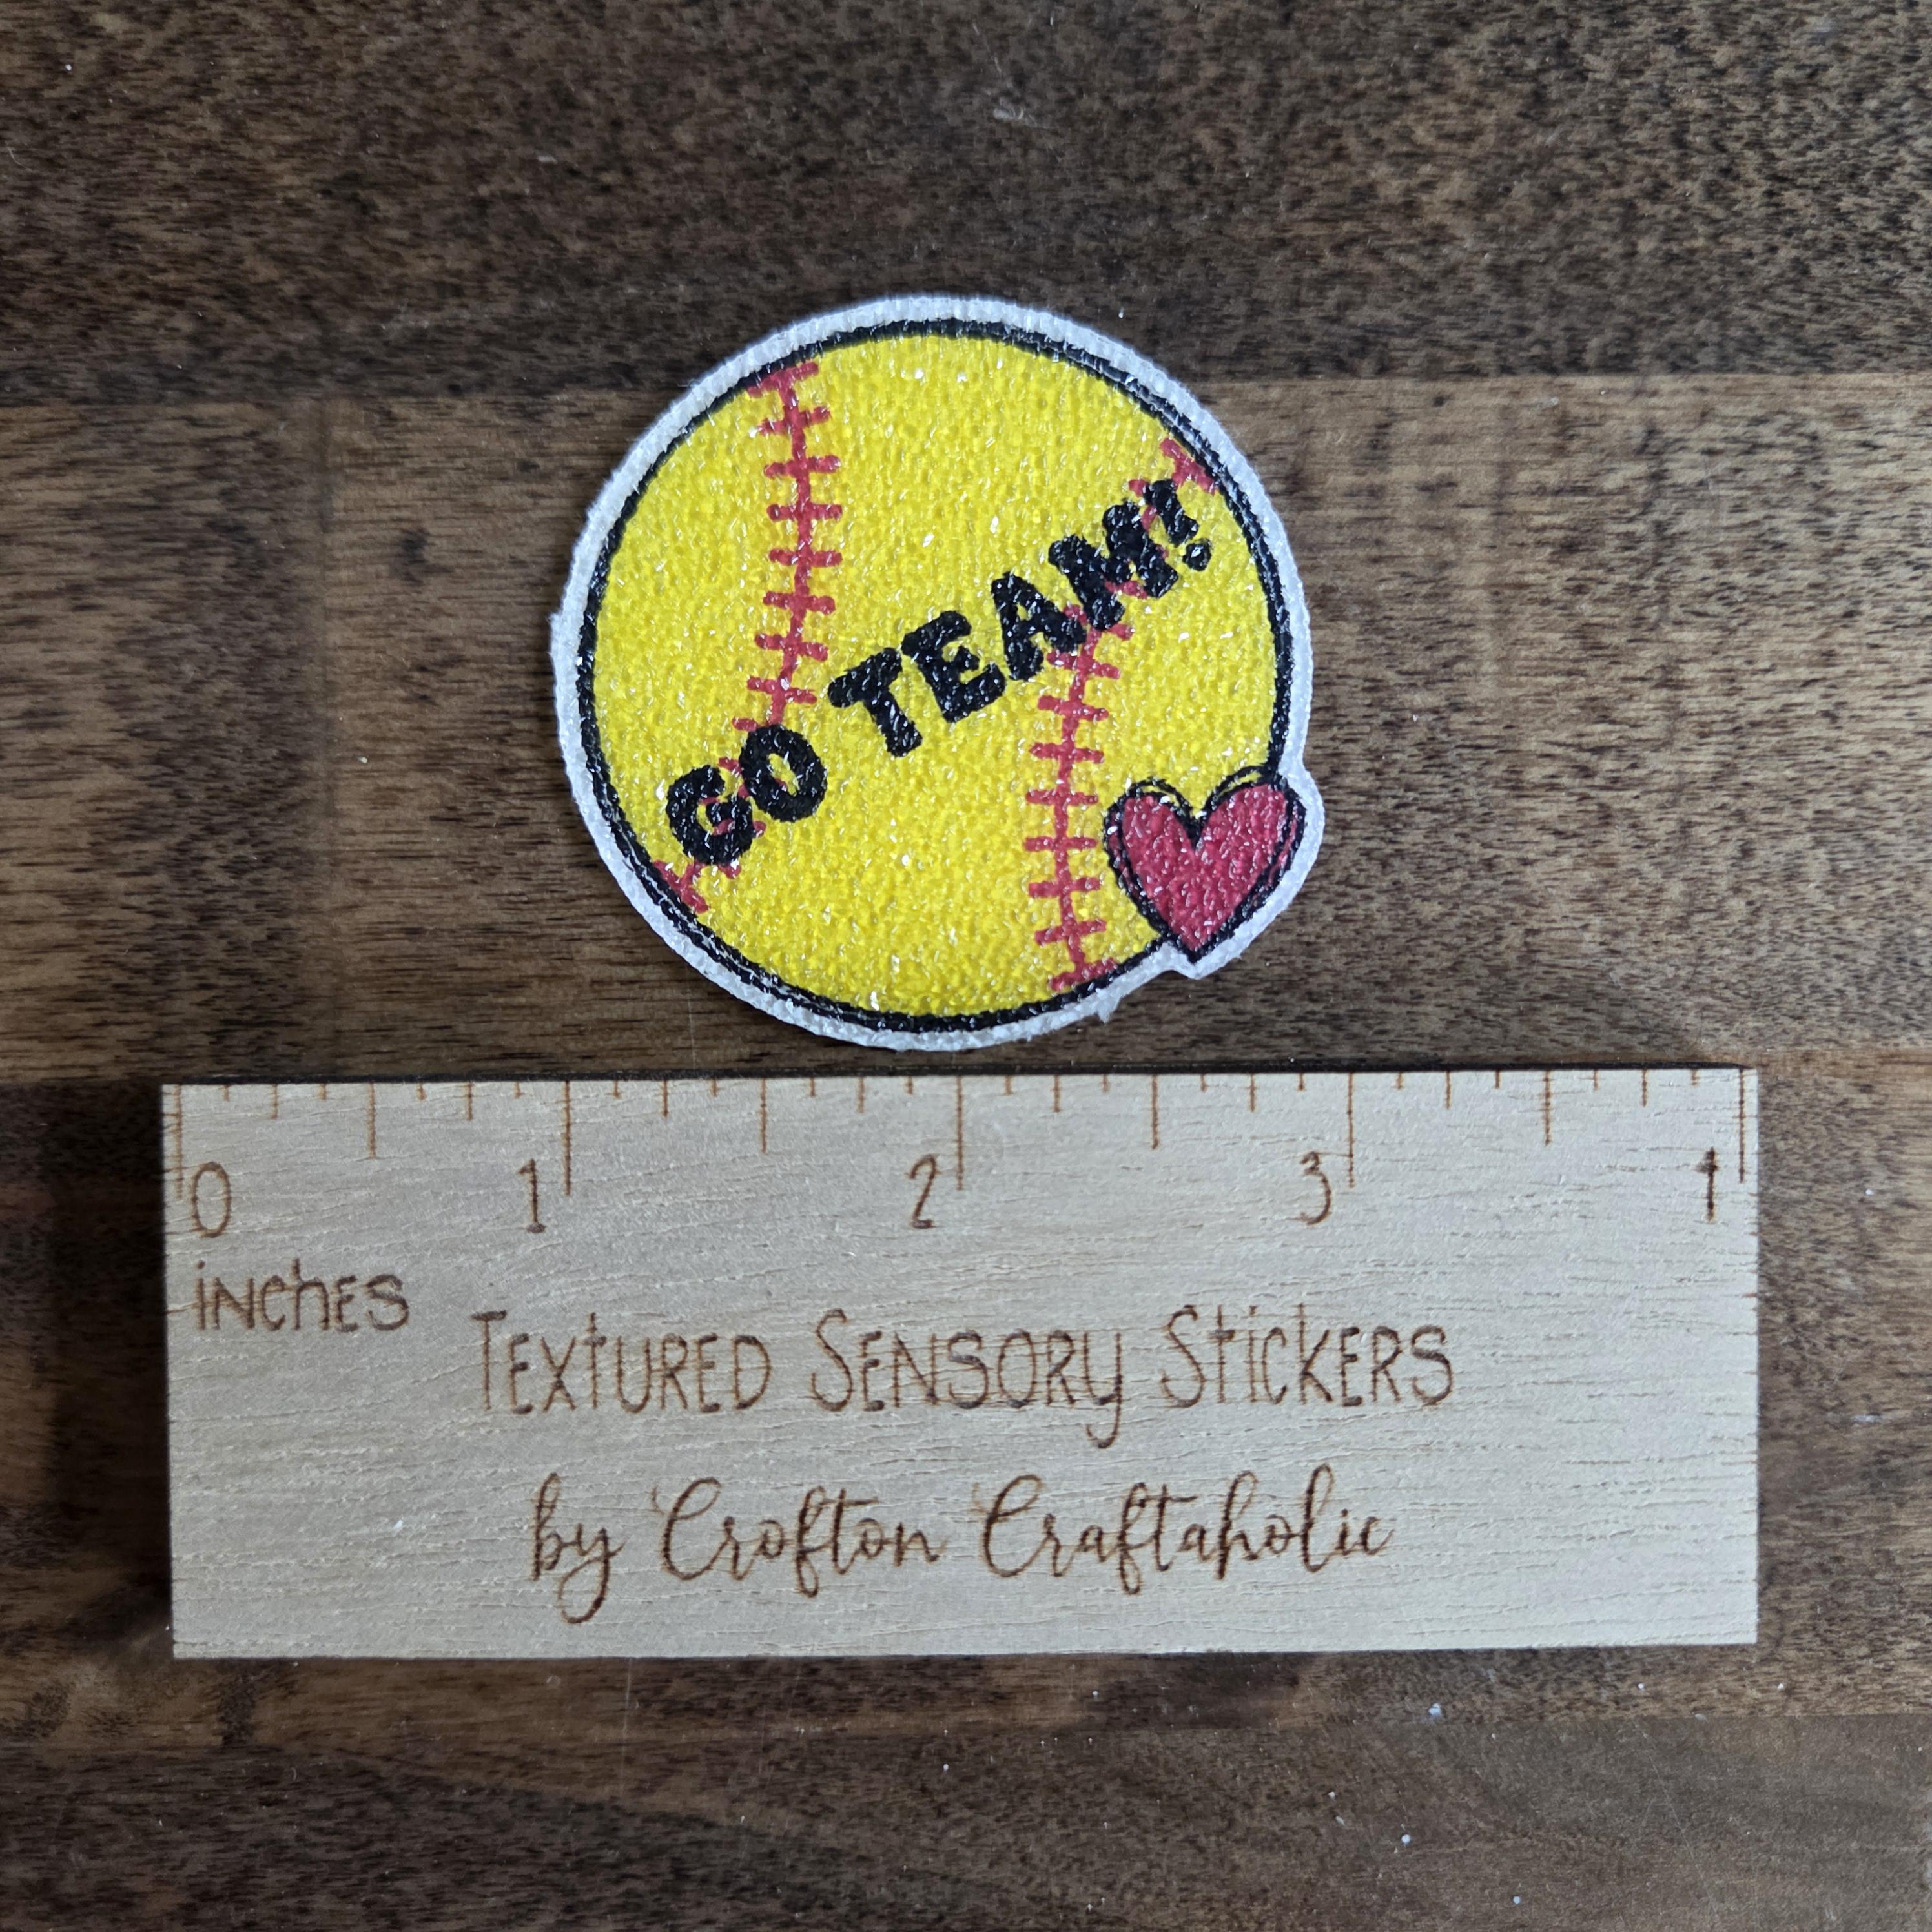 GO TEAM!
0 1 2 3 4
INCHES
TEXTURED SENSORY STICKERS
by Crofton Craftaholic